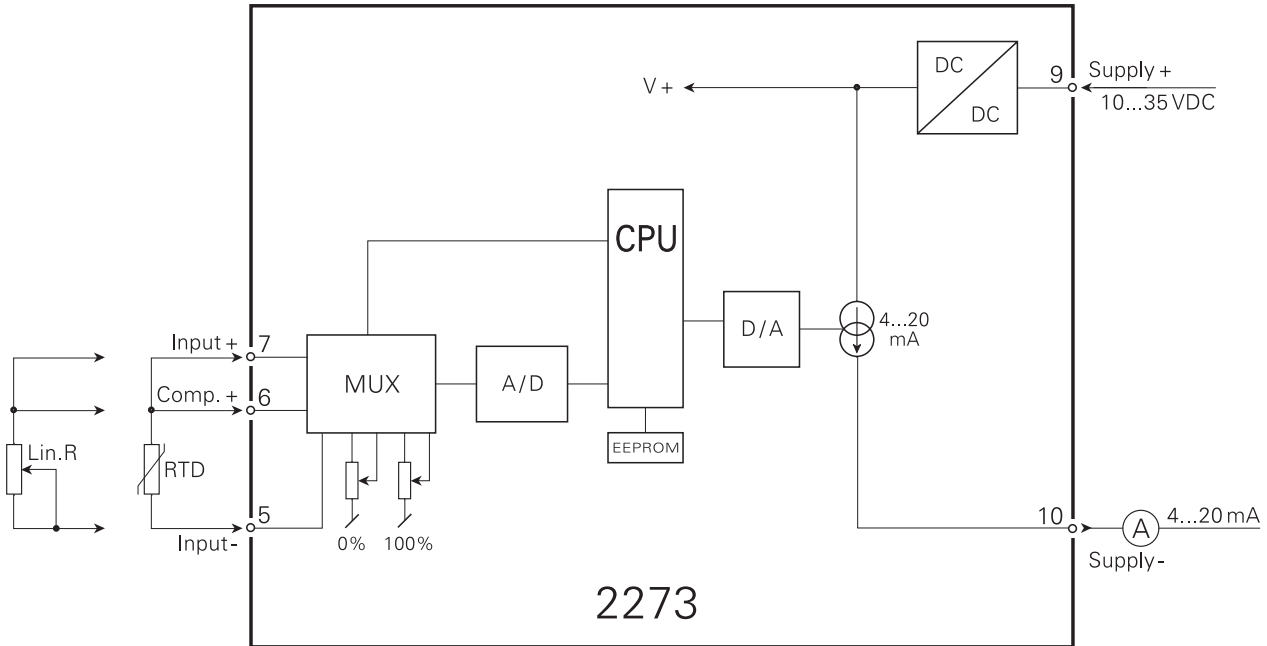 DC
DC
9
Supply +
10...35 VDC
V +
CPU
D/A
4...20
mA
Input +
7
MUX
A/D
Comp. +
6
EEPROM
Lin.R
RTD
5
Input -
0%
100%
10
A
4...20 mA
Supply -
2273